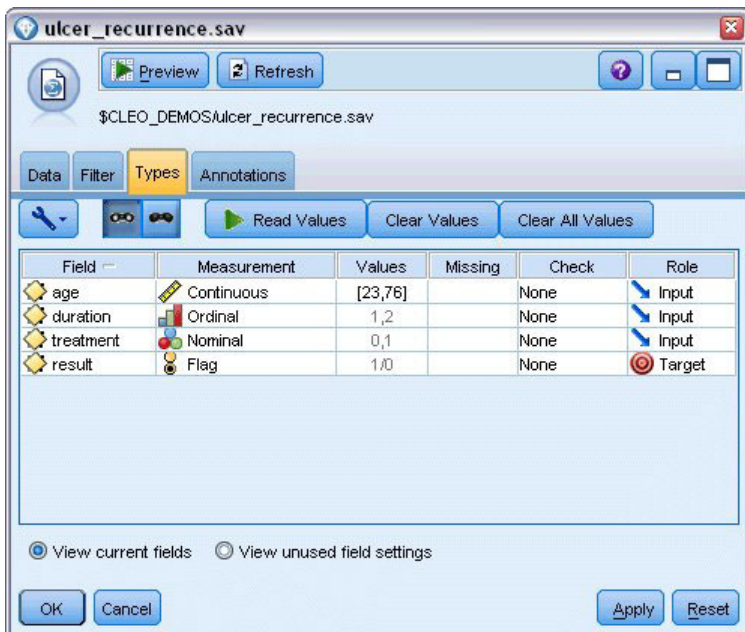 ulcer_recurrence.sav
Preview Refresh
$CLEO_DEMOS/ulcer_recurrence.sav
Data Filter Types Annotations
Read Values Clear Values Clear All Values
Field Measurement Values Missing Check Role
age Continuous [23,76] None Input
duration Ordinal 1,2 None Input
treatment Nominal 0,1 None Input
result Flag 1/0 None Target
View current fields View unused field settings
OK Cancel Apply Reset